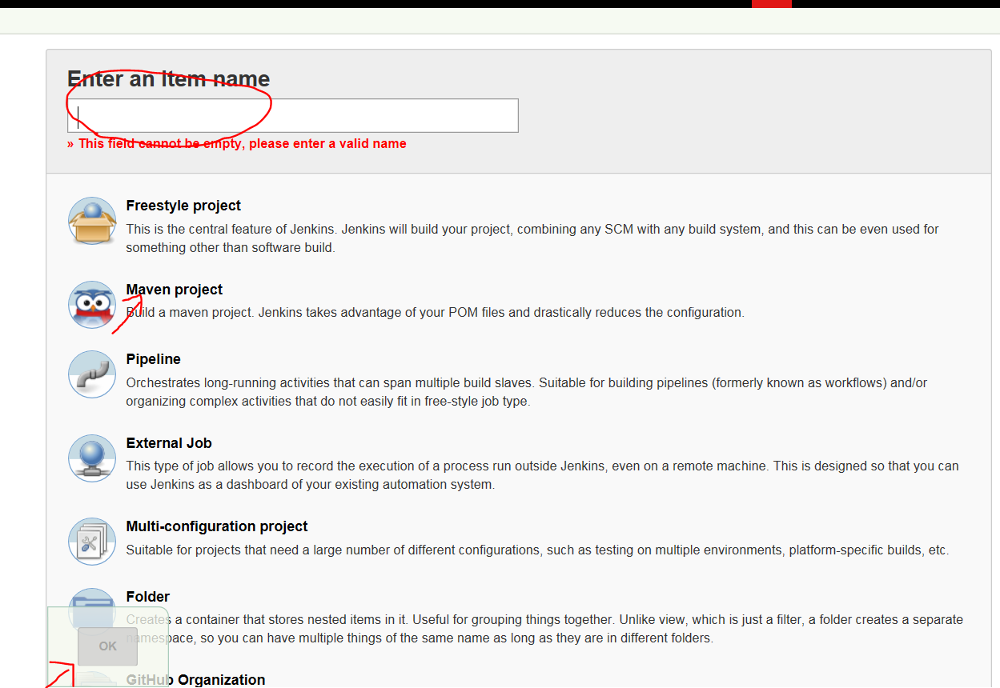 Enter an item name
» This field cannot be empty, please enter a valid name
Freestyle project
This is the central feature of Jenkins. Jenkins will build your project, combining any SCM with any build system, and this can be even used for
something other than software build.
Maven project
Build a maven project. Jenkins takes advantage of your POM files and drastically reduces the configuration.
Pipeline
Orchestrates long-running activities that can span multiple build slaves. Suitable for building pipelines (formerly known as workflows) and/or
organizing complex activities that do not easily fit in free-style job type.
External Job
This type of job allows you to record the execution of a process run outside Jenkins, even on a remote machine. This is designed so that you can
use Jenkins as a dashboard of your existing automation system.
Multi-configuration project
Suitable for projects that need a large number of different configurations, such as testing on multiple environments, platform-specific builds, etc.
Folder
Creates a container that stores nested items in it. Useful for grouping things together. Unlike view, which is just a filter, a folder creates a separate
namespace, so you can have multiple things of the same name as long as they are in different folders.
OK
GitHub Organization